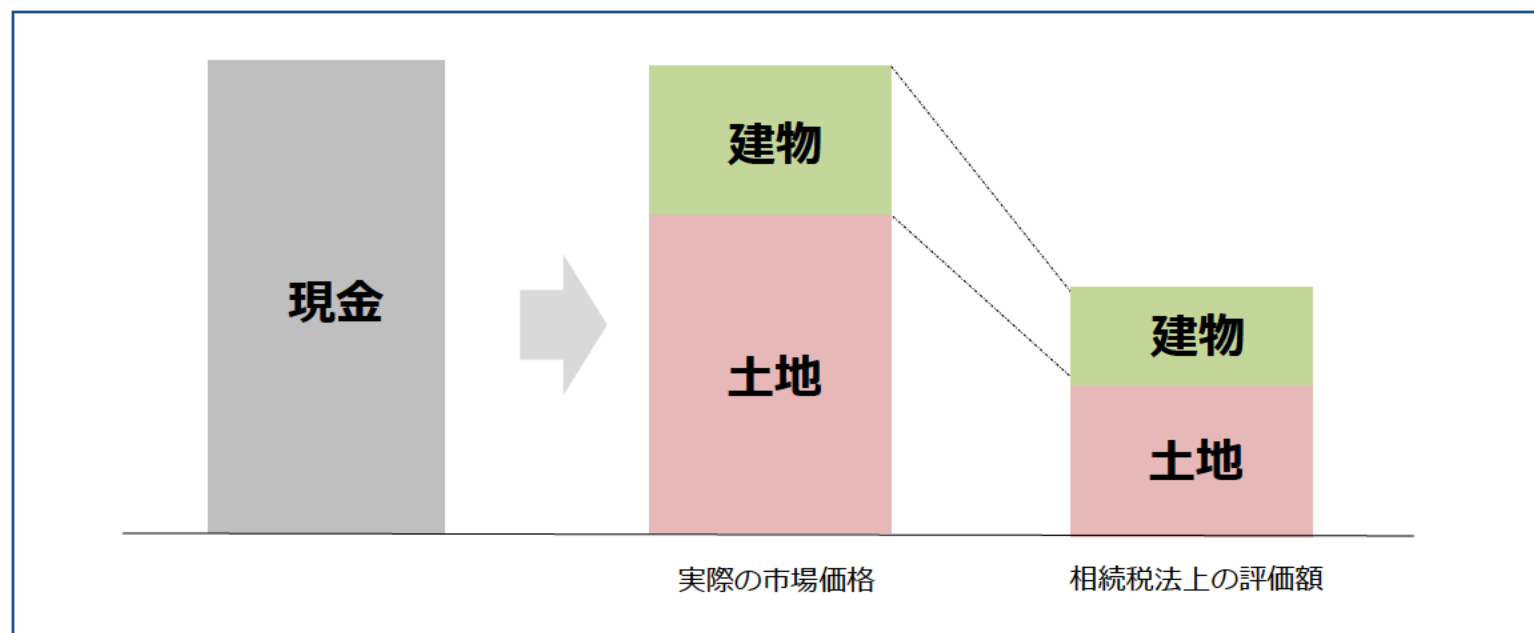 現金
建物
土地
建物
土地
実際の市場価格
相続税法上の評価額